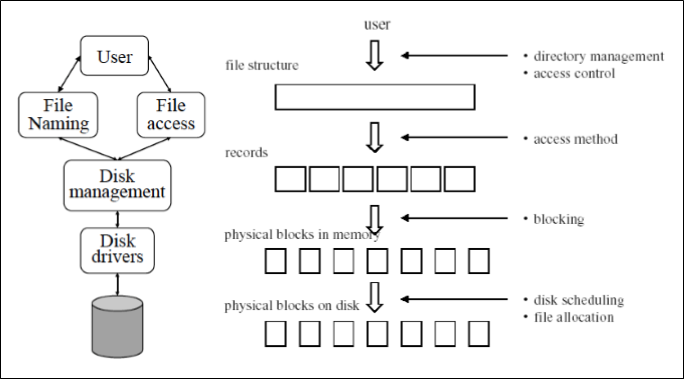 User
File
Naming
File
access
Disk
management
Disk
drivers
user
file structure
• directory management
• access control
records
• access method
physical blocks in memory
• blocking
physical blocks on disk
• disk scheduling
• file allocation